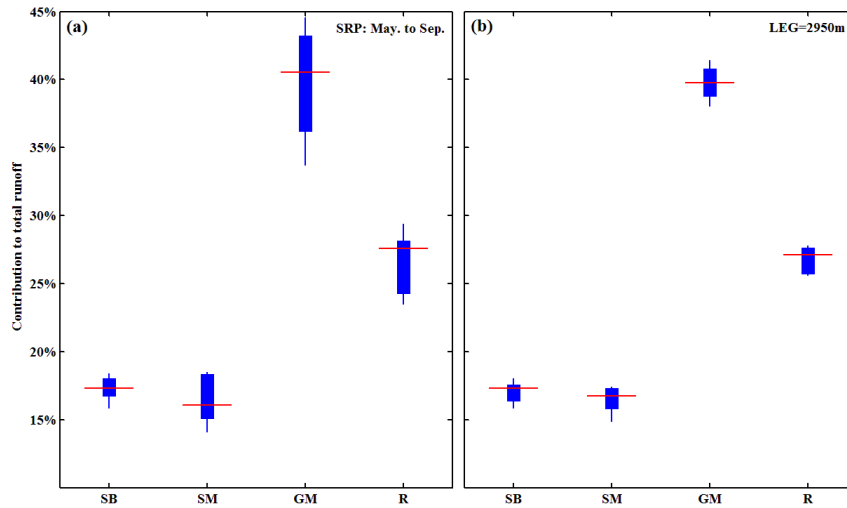 45%
40%
35%
30%
25%
20%
15%
Contribution to total runoff
(a)
SRP: May. to Sep.
SB SM GM R
(b)
LEG=2950m
SB SM GM R